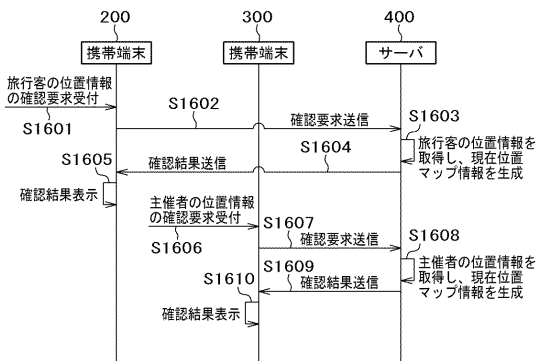 200
300
400
携帯端末
携帯端末
サーバ
旅行客の位置情報
の確認要求受付
S1601
S1602
確認要求送信
S1603
旅行客の位置情報を
取得し、現在位置
マップ情報を生成
S1604
確認結果送信
S1605
確認結果表示
主催者の位置情報
の確認要求受付
S1606
S1607
確認要求送信
S1608
主催者の位置情報を
取得し、現在位置
マップ情報を生成
S1609
確認結果送信
S1610
確認結果表示